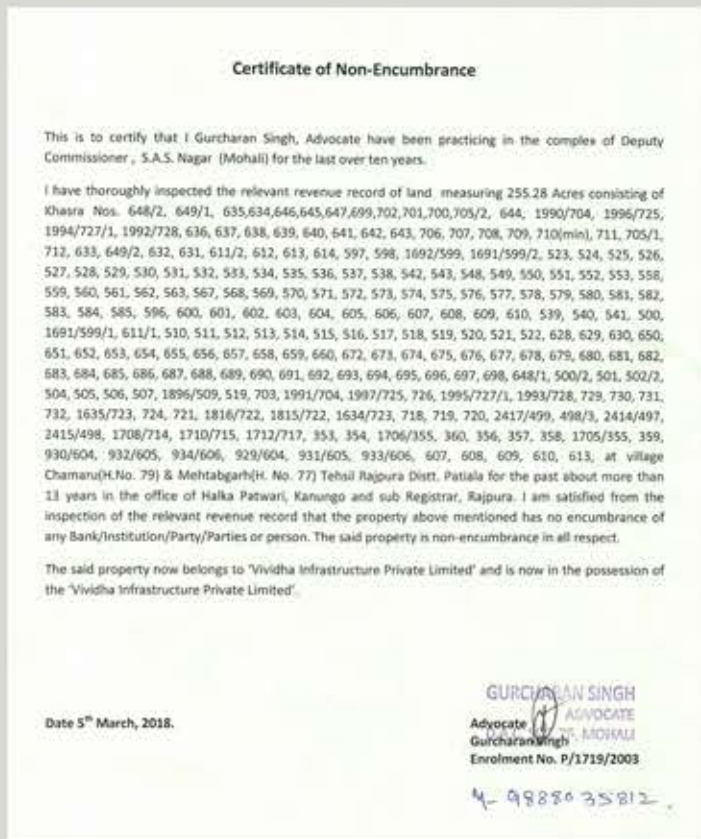 Certificate of Non-Encumbrance
This is to certify that I Gurcharan Singh, Advocate have been practicing in the complex of Deputy
Commissioner , S.A.S. Nagar (Mohali) for the last over ten years.
I have thoroughly inspected the relevant revenue record of land measuring 255.28 Acres consisting of
Khasra Nos. 648/2, 649/1, 635,634,646,645,647,699,702,701,700,705/2, 644, 1990/704, 1996/725,
1994/727/1, 1992/728, 636, 637, 638, 639, 640, 641, 642, 643, 706, 707, 708, 709, 710(min), 711, 705/1,
712, 633, 649/2, 632, 631, 611/2, 612, 613, 614, 597, 598, 1692/599, 1691/599/2, 523, 524, 525, 526,
527, 528, 529, 530, 531, 532, 533, 534, 535, 536, 537, 538, 542, 543, 548, 549, 550, 551, 552, 553, 558,
559, 560, 561, 562, 563, 567, 568, 569, 570, 571, 572, 573, 574, 575, 576, 577, 578, 579, 580, 581, 582,
583, 584, 585, 596, 600, 601, 602, 603, 604, 605, 606, 607, 608, 609, 610, 539, 540, 541, 500,
1691/599/1, 611/1, 510, 511, 512, 513, 514, 515, 516, 517, 518, 519, 520, 521, 522, 628, 629, 630, 650,
651, 652, 653, 654, 655, 656, 657, 658, 659, 660, 672, 673, 674, 675, 676, 677, 678, 679, 680, 681, 682,
683, 684, 685, 686, 687, 688, 689, 690, 691, 692, 693, 694, 695, 696, 697, 698, 648/1, 500/2, 501, 502/2,
504, 505, 506, 507, 1896/509, 519, 703, 1991/704, 1997/725, 726, 1995/727/1, 1993/728, 729, 730, 731,
732, 1635/723, 724, 721, 1816/722, 1815/722, 1634/723, 718, 719, 720, 2417/499, 498/3, 2414/497,
2415/498, 1708/714, 1710/715, 1712/717, 353, 354, 1706/355, 360, 356, 357, 358, 1705/355, 359,
930/604, 932/605, 934/606, 929/604, 931/605, 933/606, 607, 608, 609, 610, 613, at village
Chamaru(H.No. 79) & Mehtabgarh(H. No. 77) Tehsil Rajpura Distt. Patiala for the past about more than
13 years in the office of Halka Patwari, Kanungo and sub Registrar, Rajpura. I am satisfied from the
inspection of the relevant revenue record that the property above mentioned has no encumbrance of
any Bank/Institution/Party/Parties or person. The said property is non-encumbrance in all respect.
The said property now belongs to 'Vividha Infrastructure Private Limited' and is now in the possession of
the 'Vividha Infrastructure Private Limited'.
GURCHARAN SINGH
ADVOCATE
MOHALI
Date 5th March, 2018.
Advocate
Gurcharan Singh
Enrolment No. P/1719/2003
M- 98880 35812